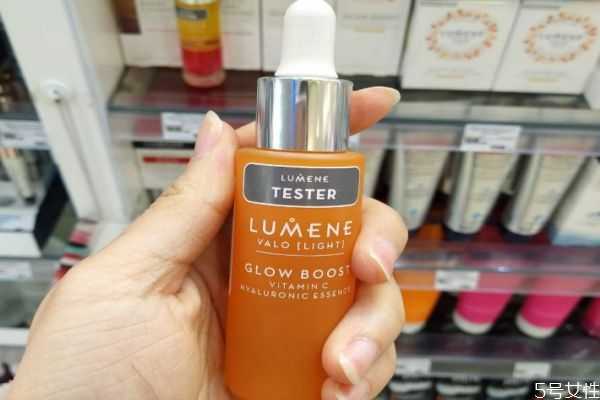 LUMENE
TESTER
LUMENE
VALO [LIGHT]
GLOW BOOST
VITAMIN C
HYALURONIC ESSENCE
5号女性